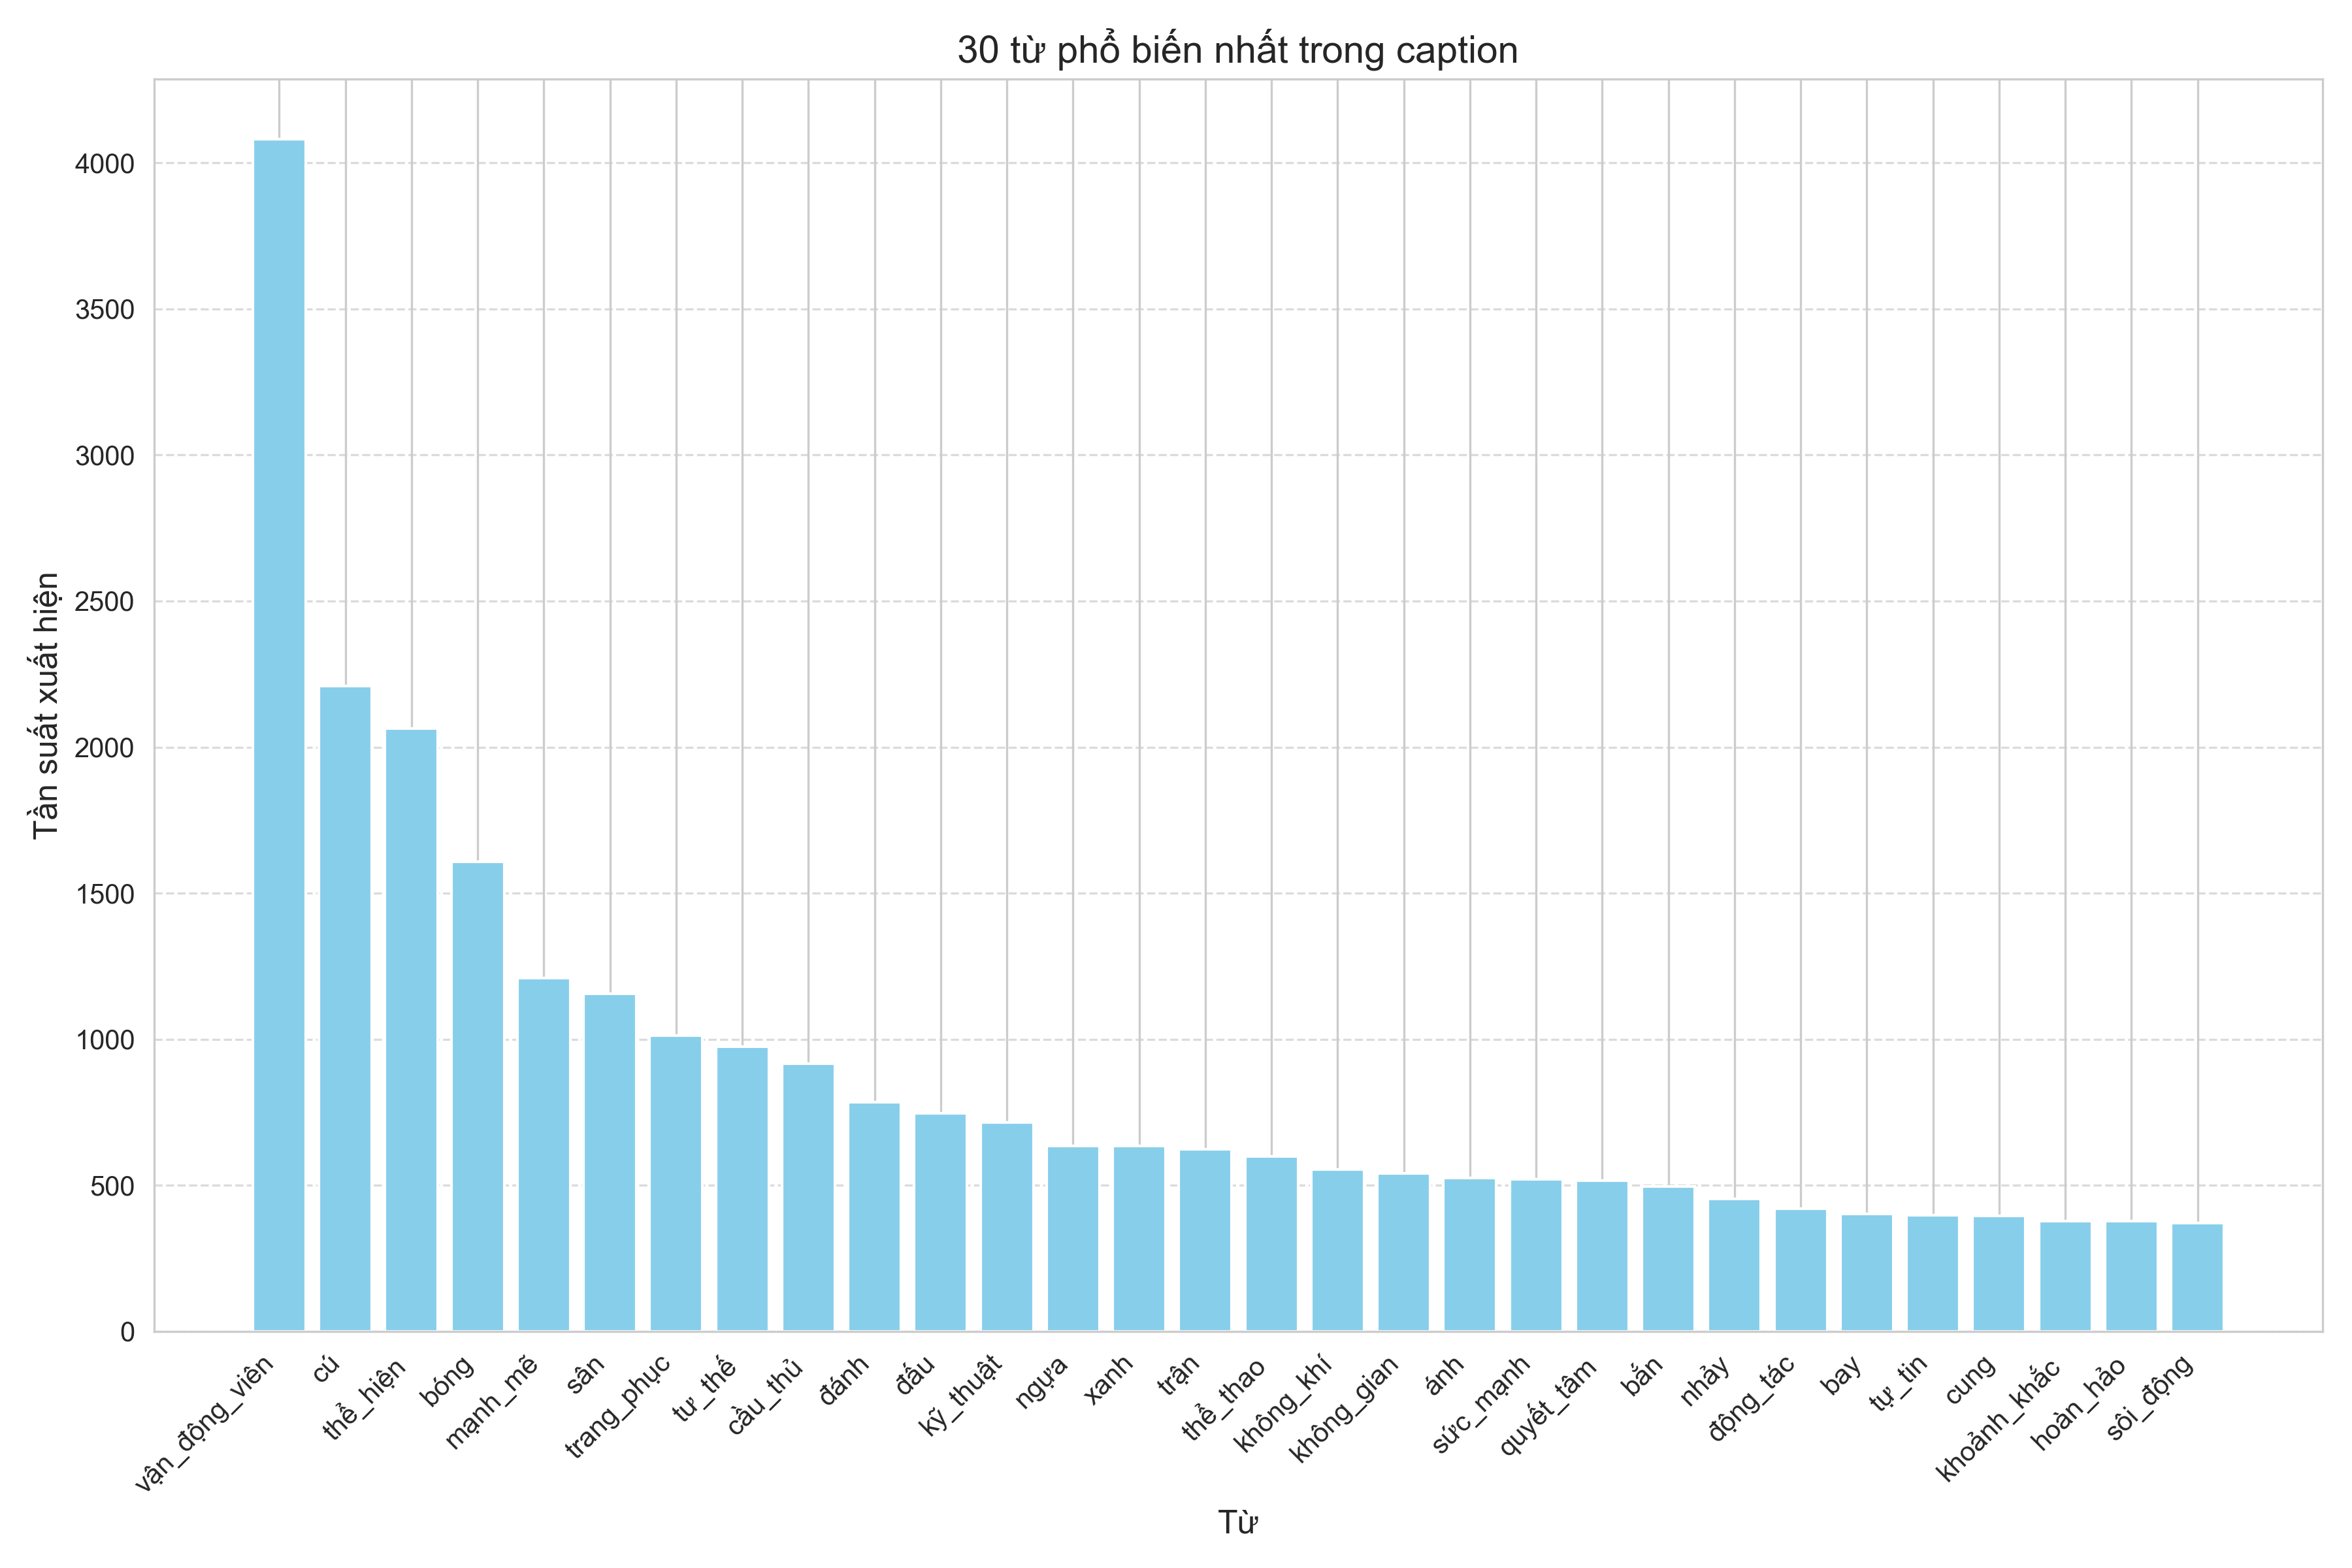 30 từ phổ biến nhất trong caption
Tần suất xuất hiện
4000
3500
3000
2500
2000
1500
1000
500
0
vận_động_viên
cú
thể_hiện
bóng
mạnh_mẽ
sân
trang_phục
tư_thế
cầu_thủ
đánh
đấu
kỹ_thuật
ngựa
xanh
trận
thể_thao
không_khí
không_gian
ánh
sức_mạnh
quyết_tâm
bắn
nhảy
động_tác
bay
tự_tin
cung
khoảnh_khắc
hoàn_hảo
sôi_động
Từ